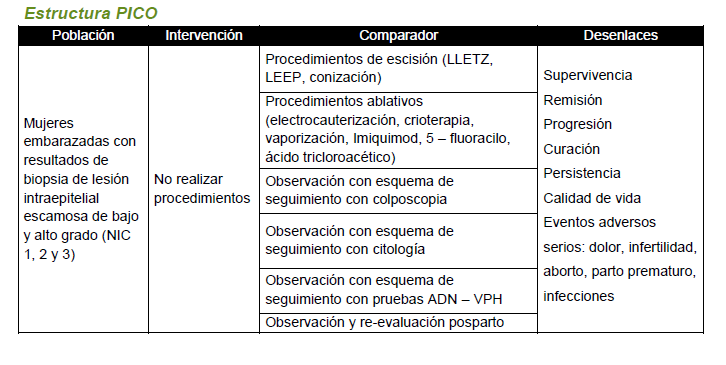 Estructura PICO
Población Intervención Comparador Desenlaces
Mujeres
embarazadas con
resultados de
biopsia de lesión
intraepitelial
escamosa de bajo
y alto grado (NIC
1, 2 y 3)
No realizar
procedimientos
Procedimientos de escisión (LLETZ,
LEEP, conización)
Procedimientos ablativos
(electrocauterización, crioterapia,
vaporización, Imiquimod, 5 – fluoracilo,
ácido tricloroacético)
Observación con esquema de
seguimiento con colposcopia
Observación con esquema de
seguimiento con citología
Observación con esquema de
seguimiento con pruebas ADN – VPH
Observación y re-evaluación posparto
Supervivencia
Remisión
Progresión
Curación
Persistencia
Calidad de vida
Eventos adversos
serios: dolor, infertilidad,
aborto, parto prematuro,
infecciones